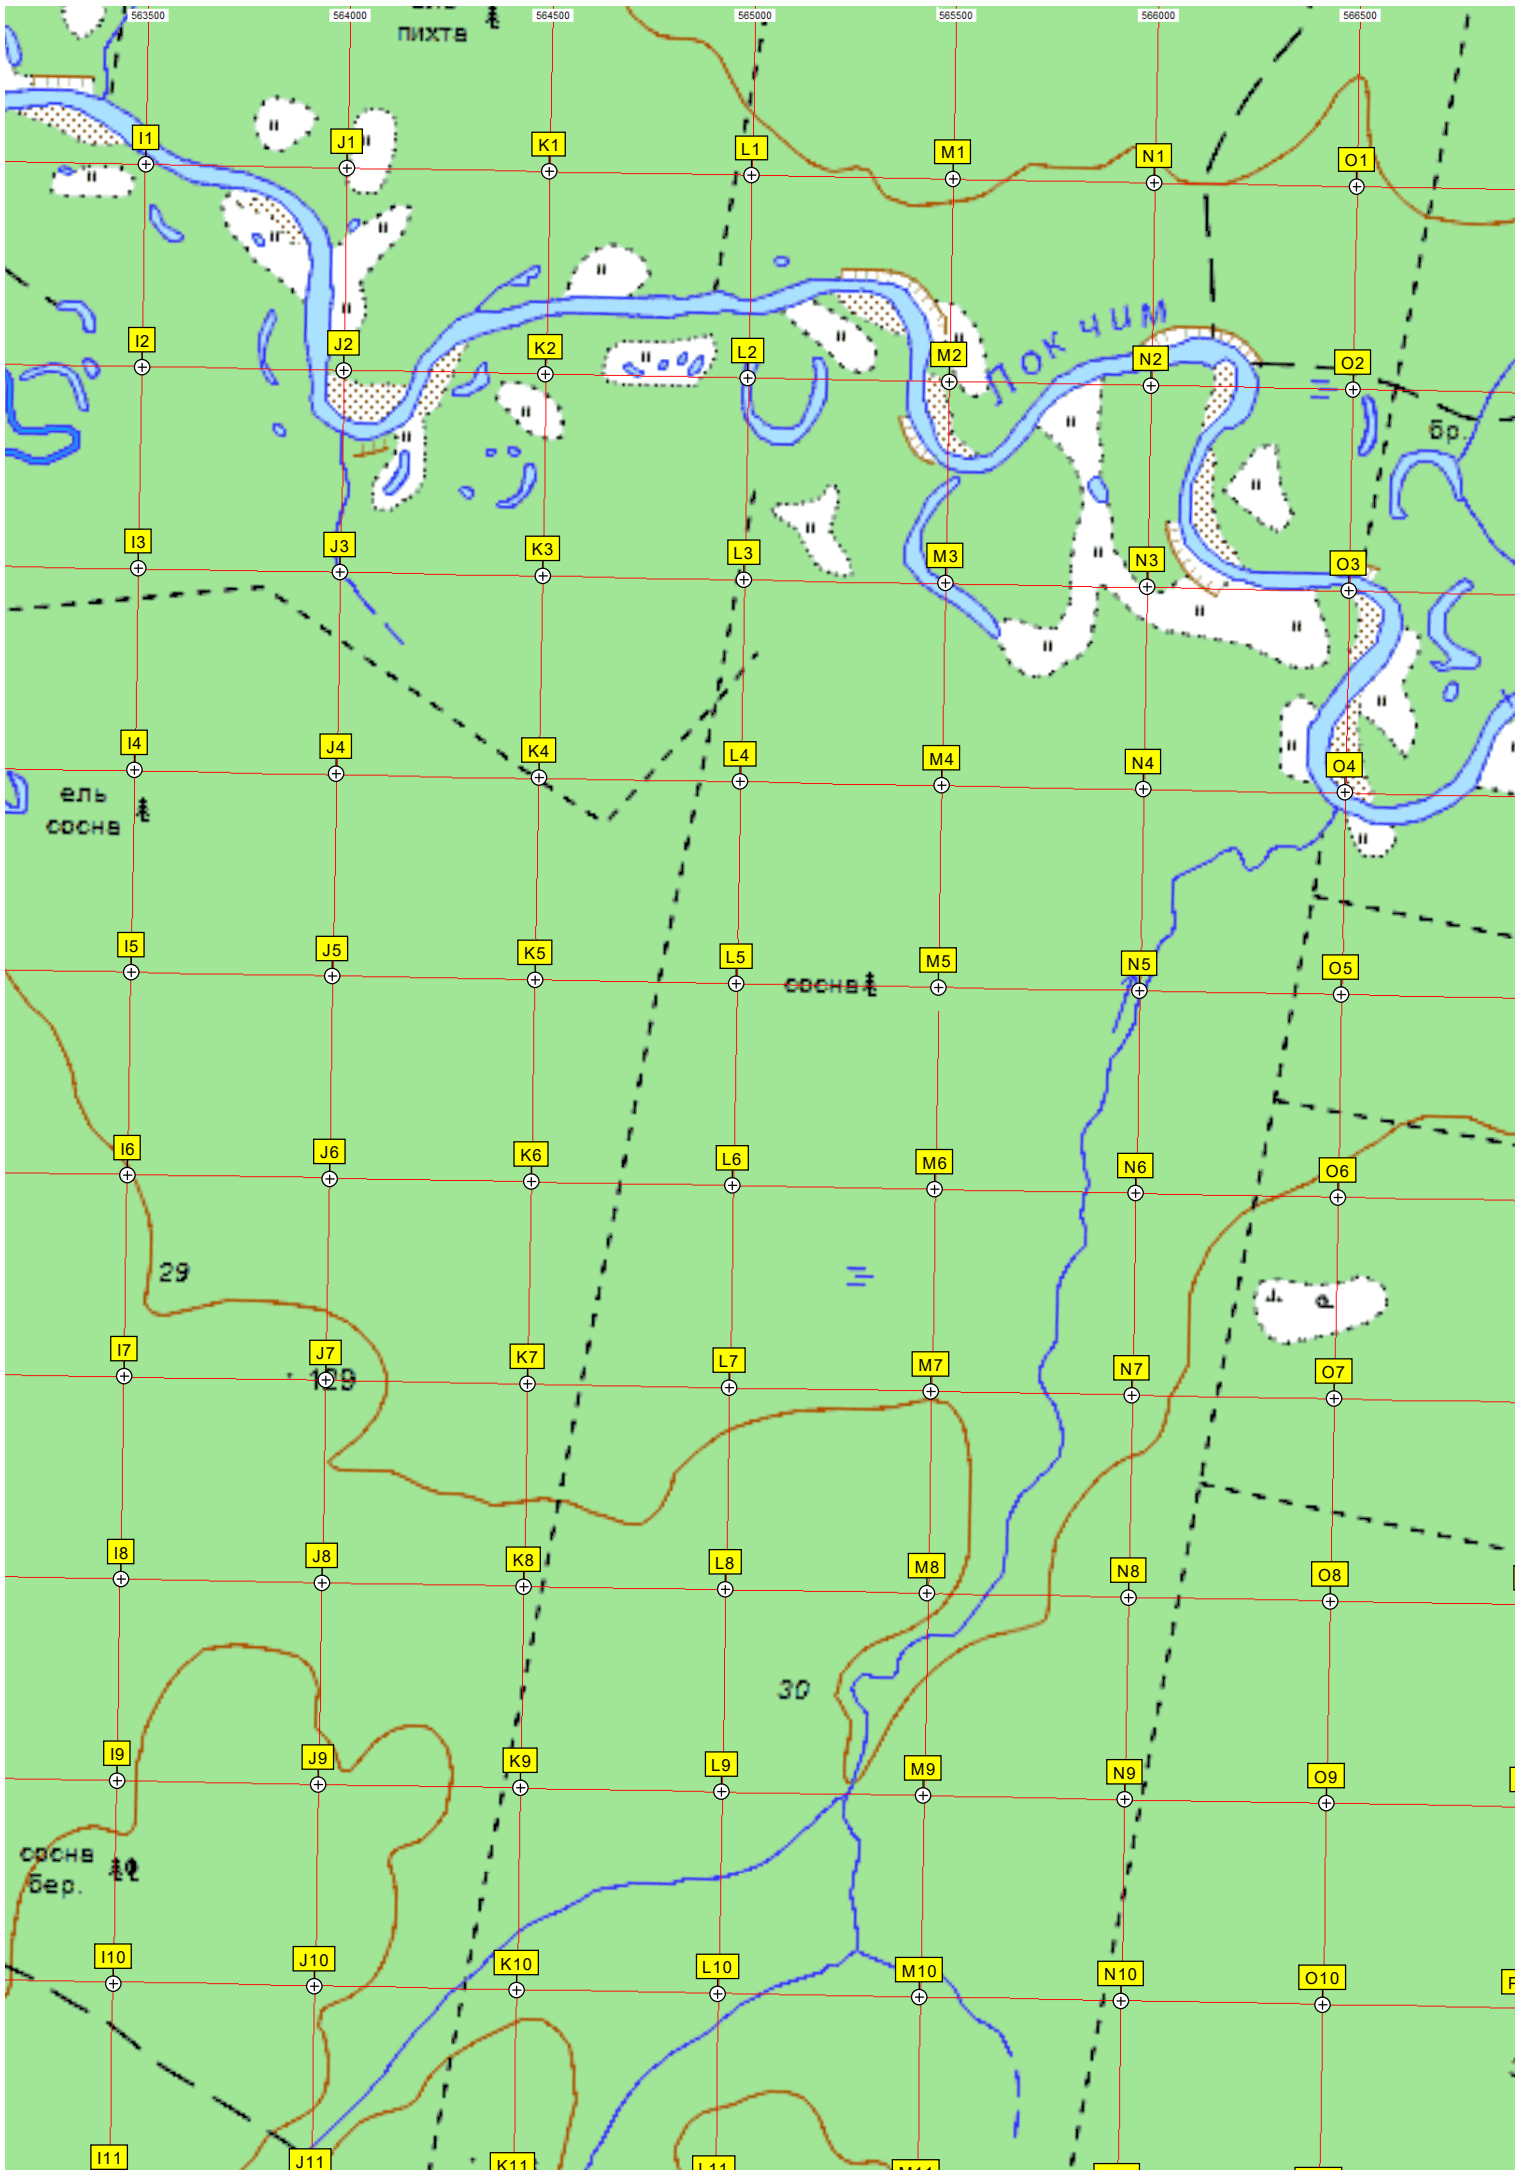 563500 564000 564500 565000 565500 566000 566500
пихта
I1 J1 K1 L1 M1 N1 O1
Покчим
I2 J2 K2 L2 M2 N2 O2
бр.
I3 J3 K3 L3 M3 N3 O3
I4 J4 K4 L4 M4 N4 O4
ель
сосна
I5 J5 K5 L5 M5 N5 O5
сосна
I6 J6 K6 L6 M6 N6 O6
29
р
I7 J7 K7 L7 M7 N7 O7
129
I8 J8 K8 L8 M8 N8 O8
30
I9 J9 K9 L9 M9 N9 O9
сосна
бер.
I10 J10 K10 L10 M10 N10 O10
I11 J11 K11 L11 M11